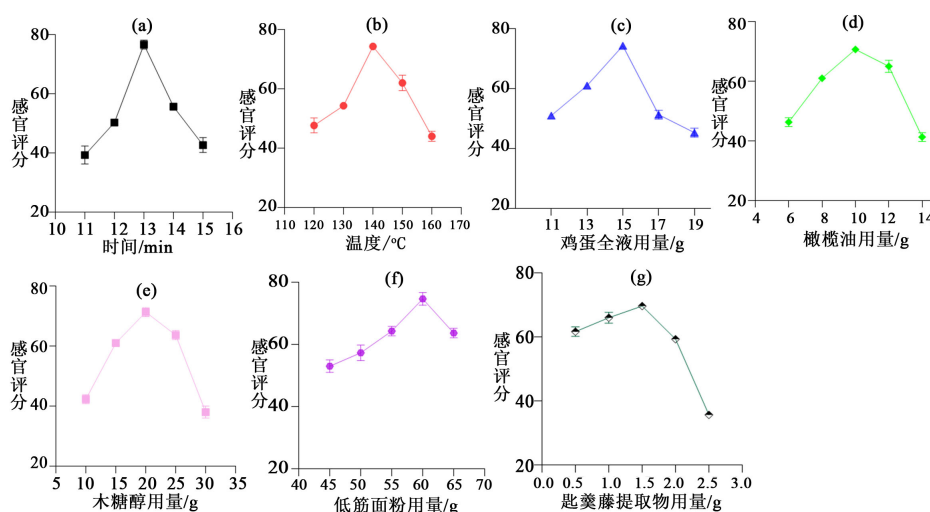 (a)
感官评分
80
60
40
20
10 11 12 13 14 15 16
时间/min
(b)
感官评分
80
60
40
20
110 120 130 140 150 160 170
温度/℃
(c)
感官评分
80
60
40
20
11 13 15 17 19
鸡蛋全液用量/g
(d)
感官评分
80
60
40
20
4 6 8 10 12 14
橄榄油用量/g
(e)
感官评分
80
60
40
20
5 10 15 20 25 30 35
木糖醇用量/g
(f)
感官评分
80
60
40
20
40 45 50 55 60 65 70
低筋面粉用量/g
(g)
感官评分
80
60
40
20
0.0 0.5 1.0 1.5 2.0 2.5 3.0
匙羹藤提取物用量/g